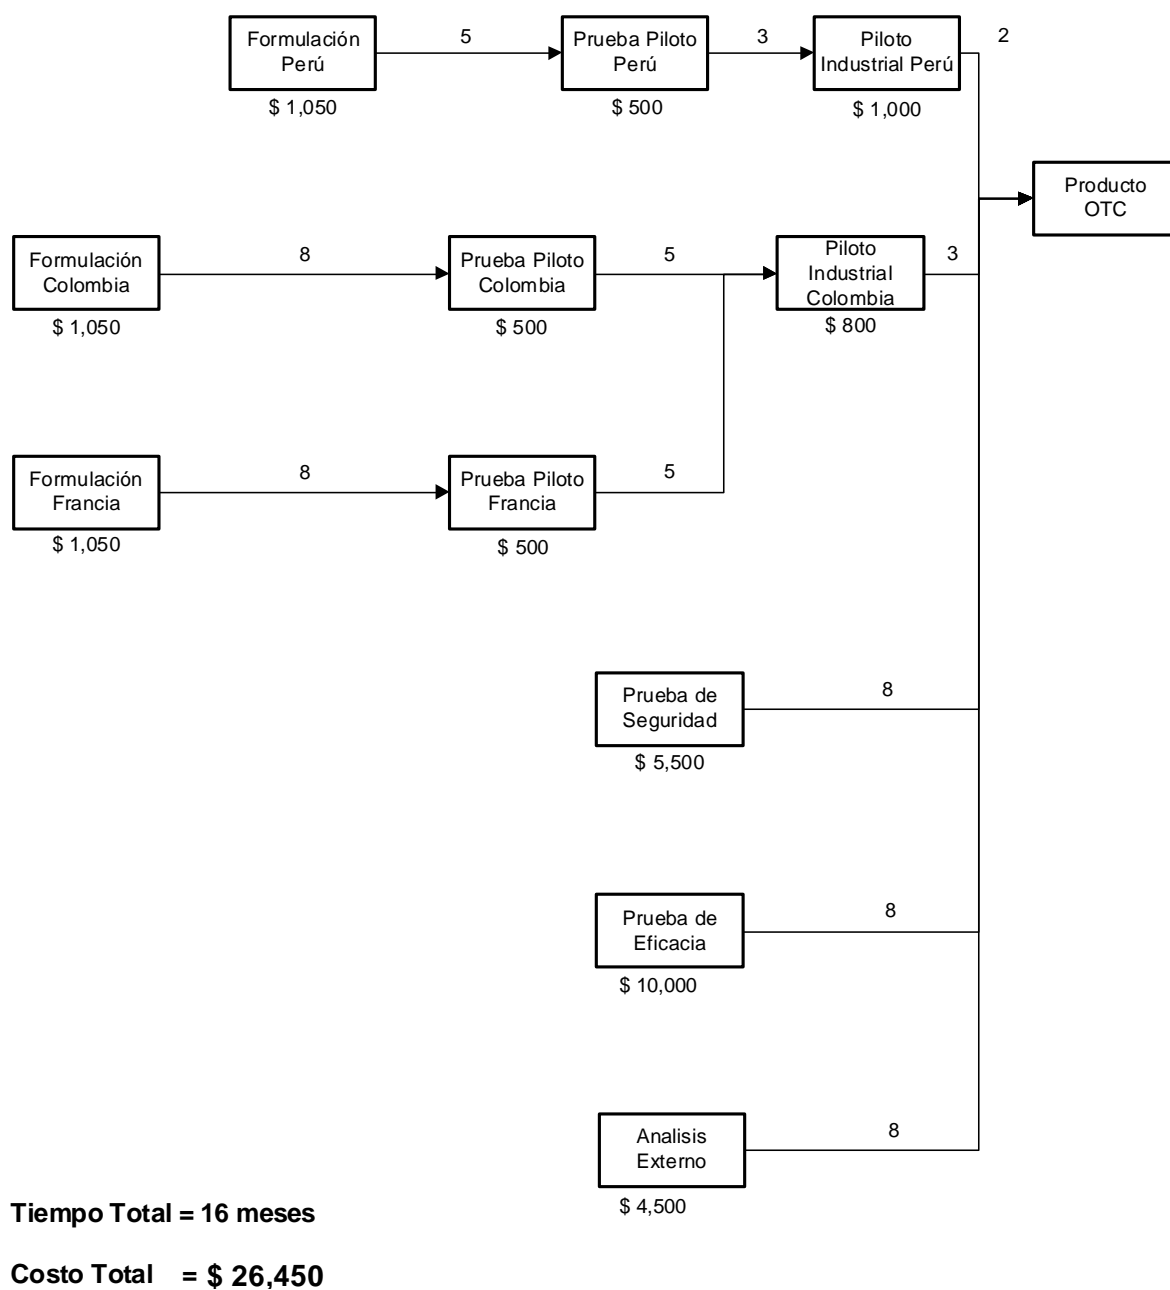 Formulación
Perú
5
Prueba Piloto
Perú
3
Piloto
Industrial Perú
2
$ 1,050
$ 500
$ 1,000
Producto
OTC
Formulación
Colombia
8
Prueba Piloto
Colombia
5
Piloto
Industrial
Colombia
3
$ 1,050
$ 500
$ 800
Formulación
Francia
8
Prueba Piloto
Francia
5
$ 1,050
$ 500
Prueba de
Seguridad
8
$ 5,500
Prueba de
Eficacia
8
$ 10,000
Analisis
Externo
8
$ 4,500
Tiempo Total = 16 meses
Costo Total = $ 26,450